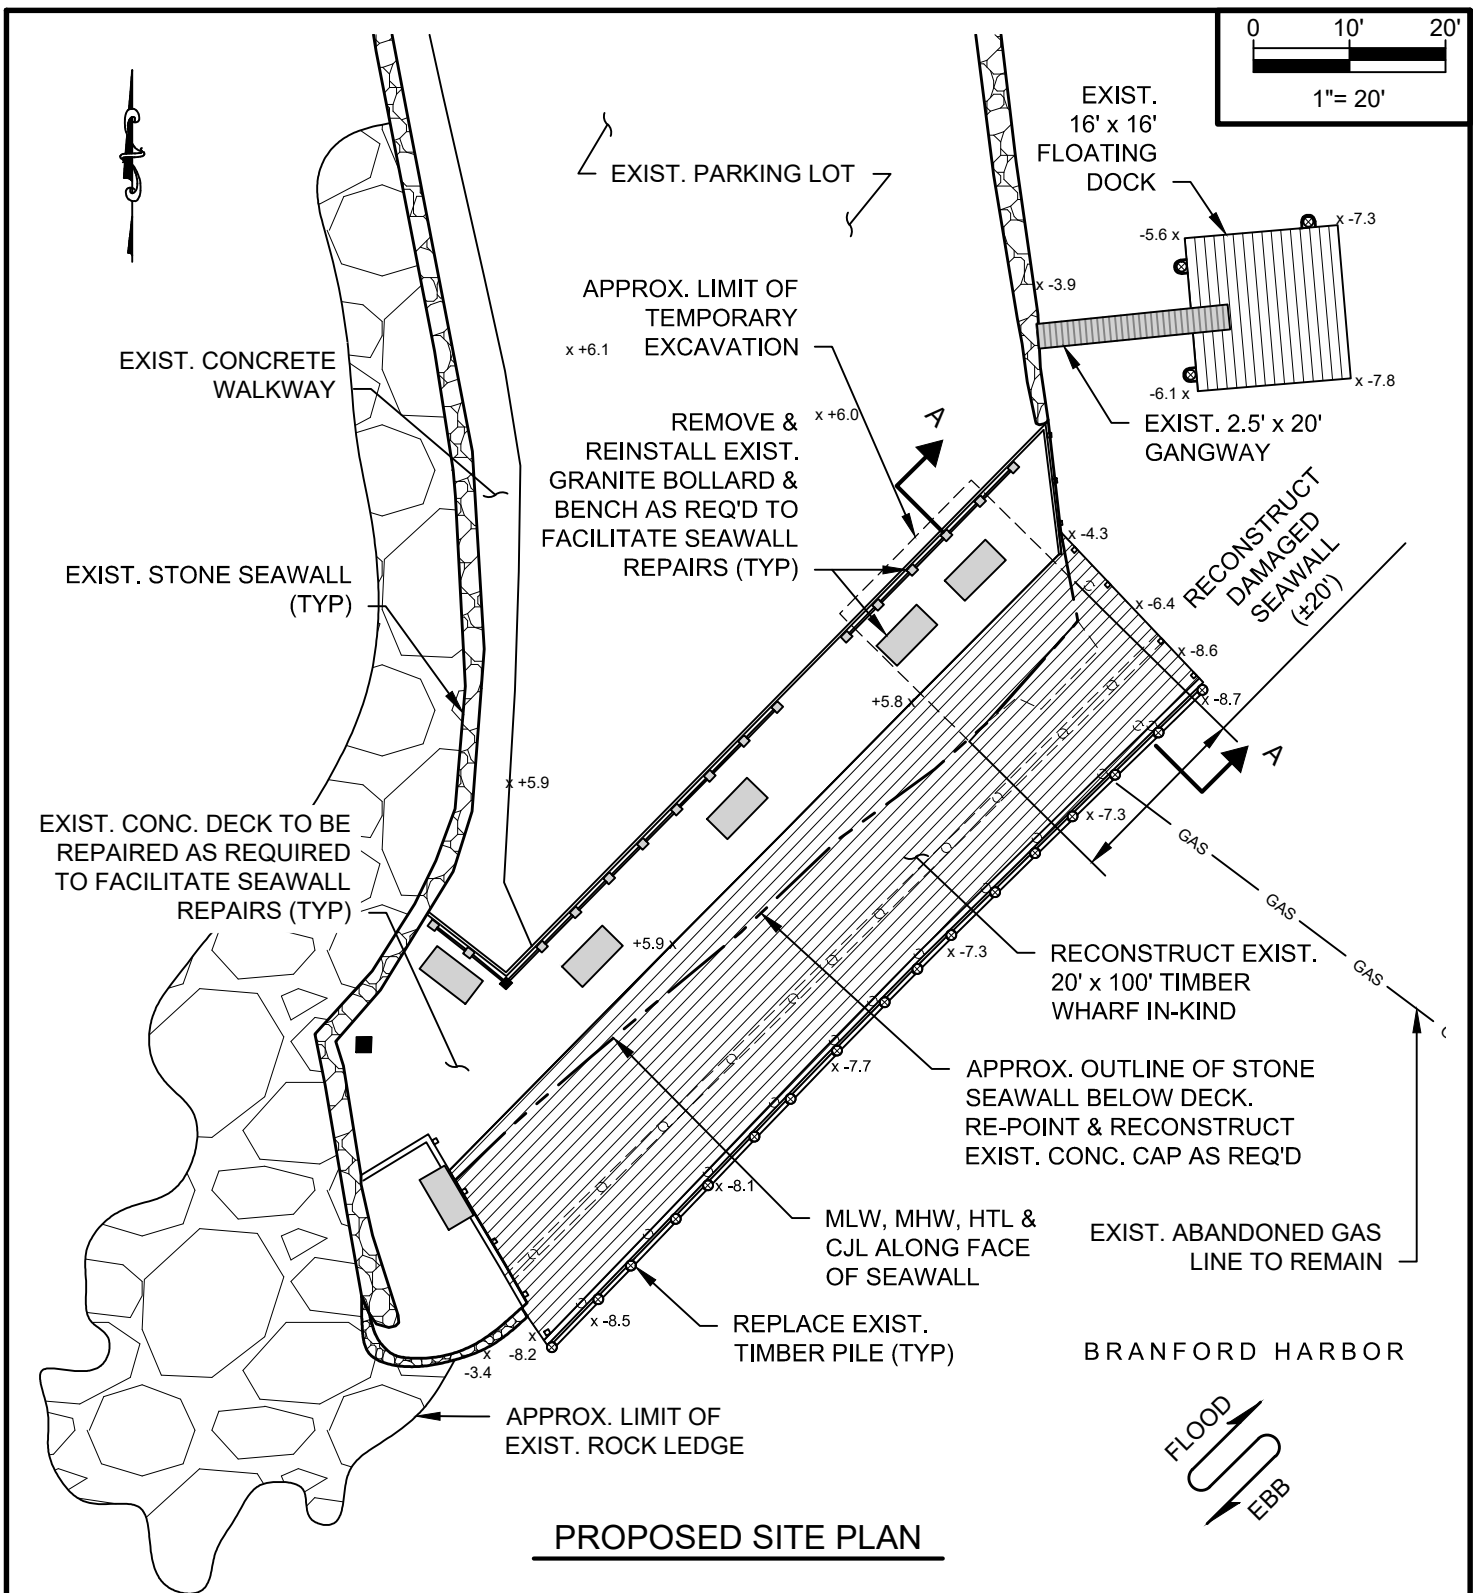 0 10' 20'
1"= 20'
EXIST.
16' x 16'
FLOATING
DOCK
EXIST. PARKING LOT
x -7.3
-5.6 x
x -3.9
APPROX. LIMIT OF
TEMPORARY
EXCAVATION
x +6.1
EXIST. CONCRETE
WALKWAY
-6.1 x
x -7.8
x +6.0
A
REMOVE &
REINSTALL EXIST.
GRANITE BOLLARD &
BENCH AS REQ'D TO
FACILITATE SEAWALL
REPAIRS (TYP)
EXIST. 2.5' x 20'
GANGWAY
RECONSTRUCT
DAMAGED
SEAWALL
(±20')
x -4.3
x -6.4
x -8.6
x -8.7
EXIST. STONE SEAWALL
(TYP)
+5.8 x
A
x +5.9
x -7.3
EXIST. CONC. DECK TO BE
REPAIRED AS REQUIRED
TO FACILITATE SEAWALL
REPAIRS (TYP)
GAS
GAS
GAS
+5.9 x
x -7.3
RECONSTRUCT EXIST.
20' x 100' TIMBER
WHARF IN-KIND
x -7.7
APPROX. OUTLINE OF STONE
SEAWALL BELOW DECK.
RE-POINT & RECONSTRUCT
EXIST. CONC. CAP AS REQ'D
x -8.1
MLW, MHW, HTL &
CJL ALONG FACE
OF SEAWALL
EXIST. ABANDONED GAS
LINE TO REMAIN
x -8.5
REPLACE EXIST.
TIMBER PILE (TYP)
x
-8.2
x
-3.4
BRANFORD HARBOR
APPROX. LIMIT OF
EXIST. ROCK LEDGE
FLOOD
EBB
PROPOSED SITE PLAN